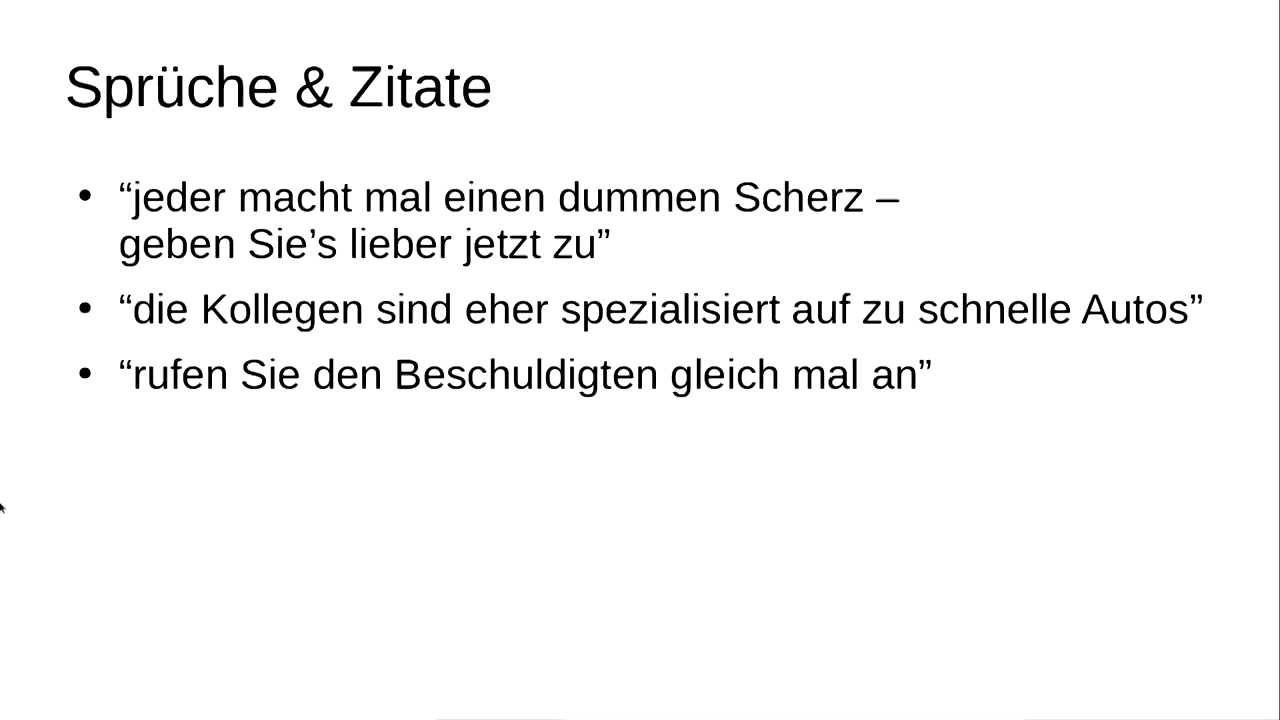 Sprüche & Zitate
• “jeder macht mal einen dummen Scherz –
geben Sie’s lieber jetzt zu”
• “die Kollegen sind eher spezialisiert auf zu schnelle Autos”
• “rufen Sie den Beschuldigten gleich mal an”